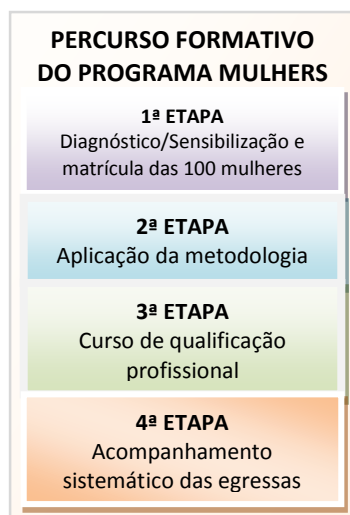 PERCURSO FORMATIVO
DO PROGRAMA MULHERS
1ª ETAPA
Diagnóstico/Sensibilização e
matrícula das 100 mulheres
2ª ETAPA
Aplicação da metodologia
3ª ETAPA
Curso de qualificação
profissional
4ª ETAPA
Acompanhamento
sistemático das egressas